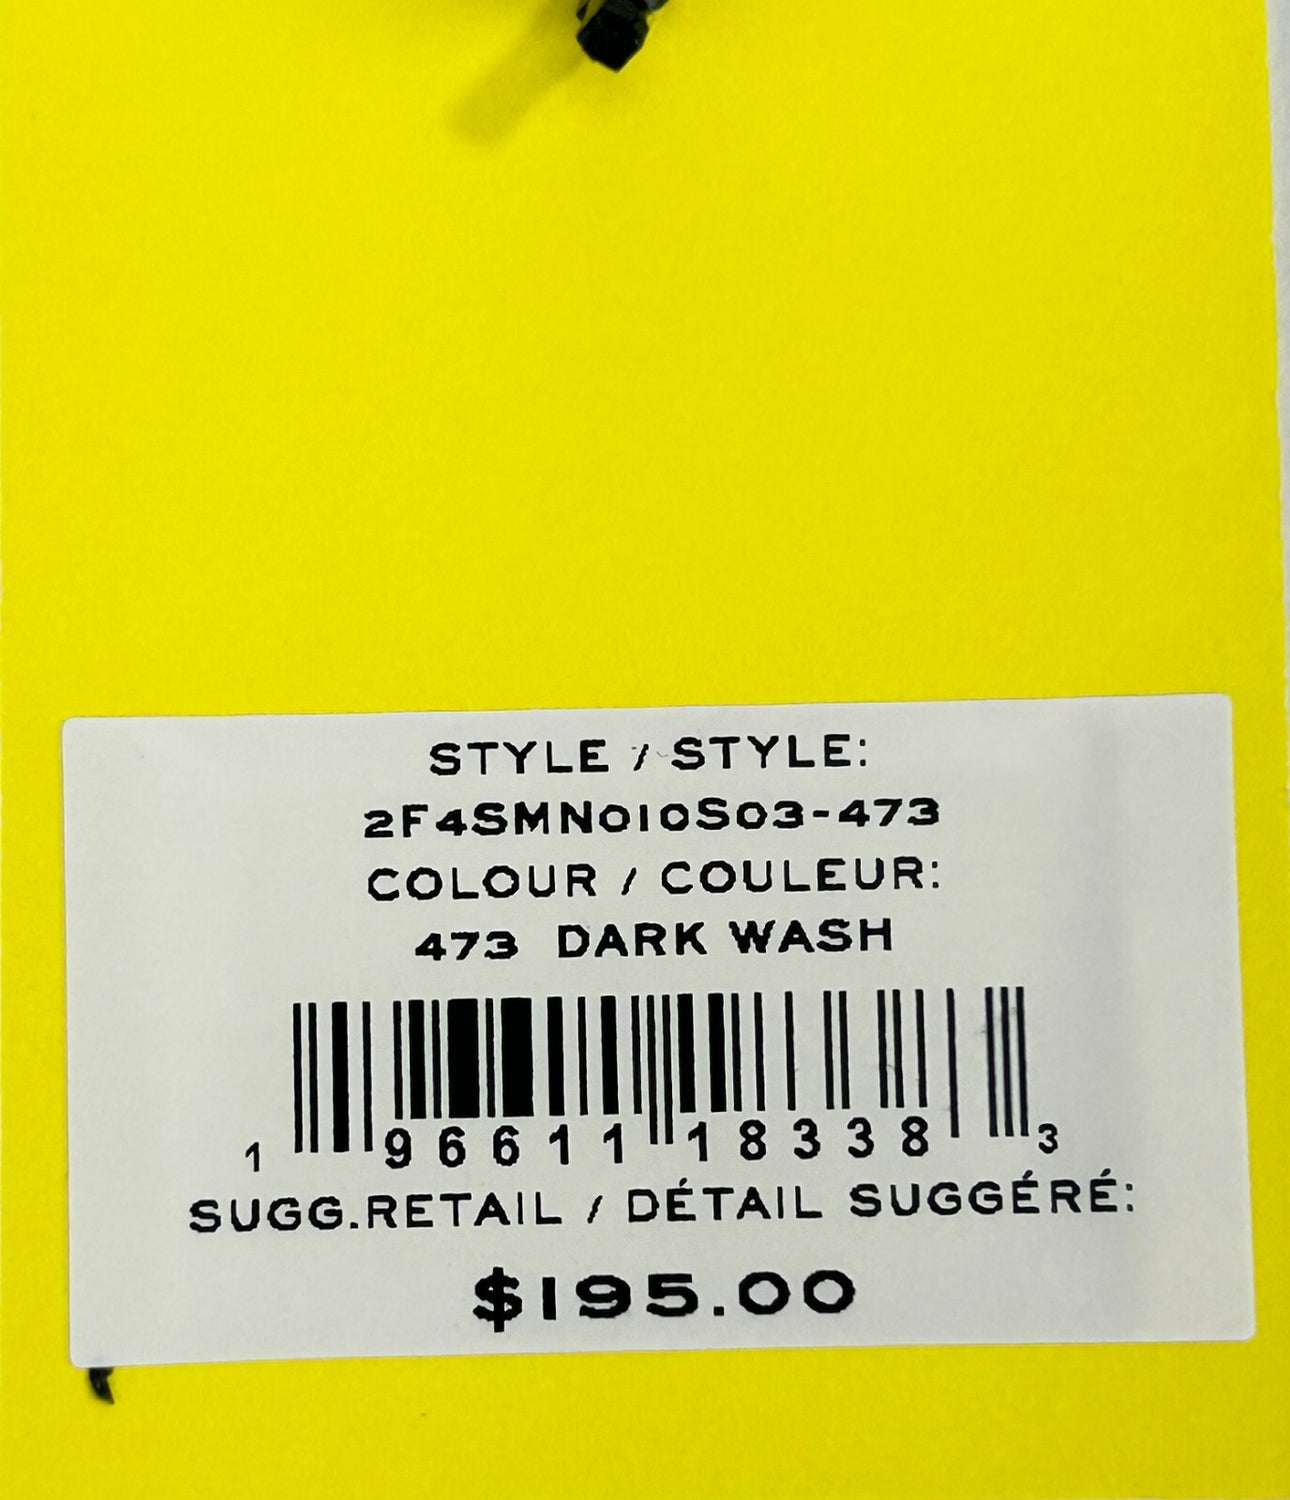 STYLE / STYLE:
2F4SMN010S03-473
COLOUR / COULEUR:
473 DARK WASH
1 96611 18338 3
SUGG.RETAIL / DÉTAIL SUGGÉRÉ:
$195.00